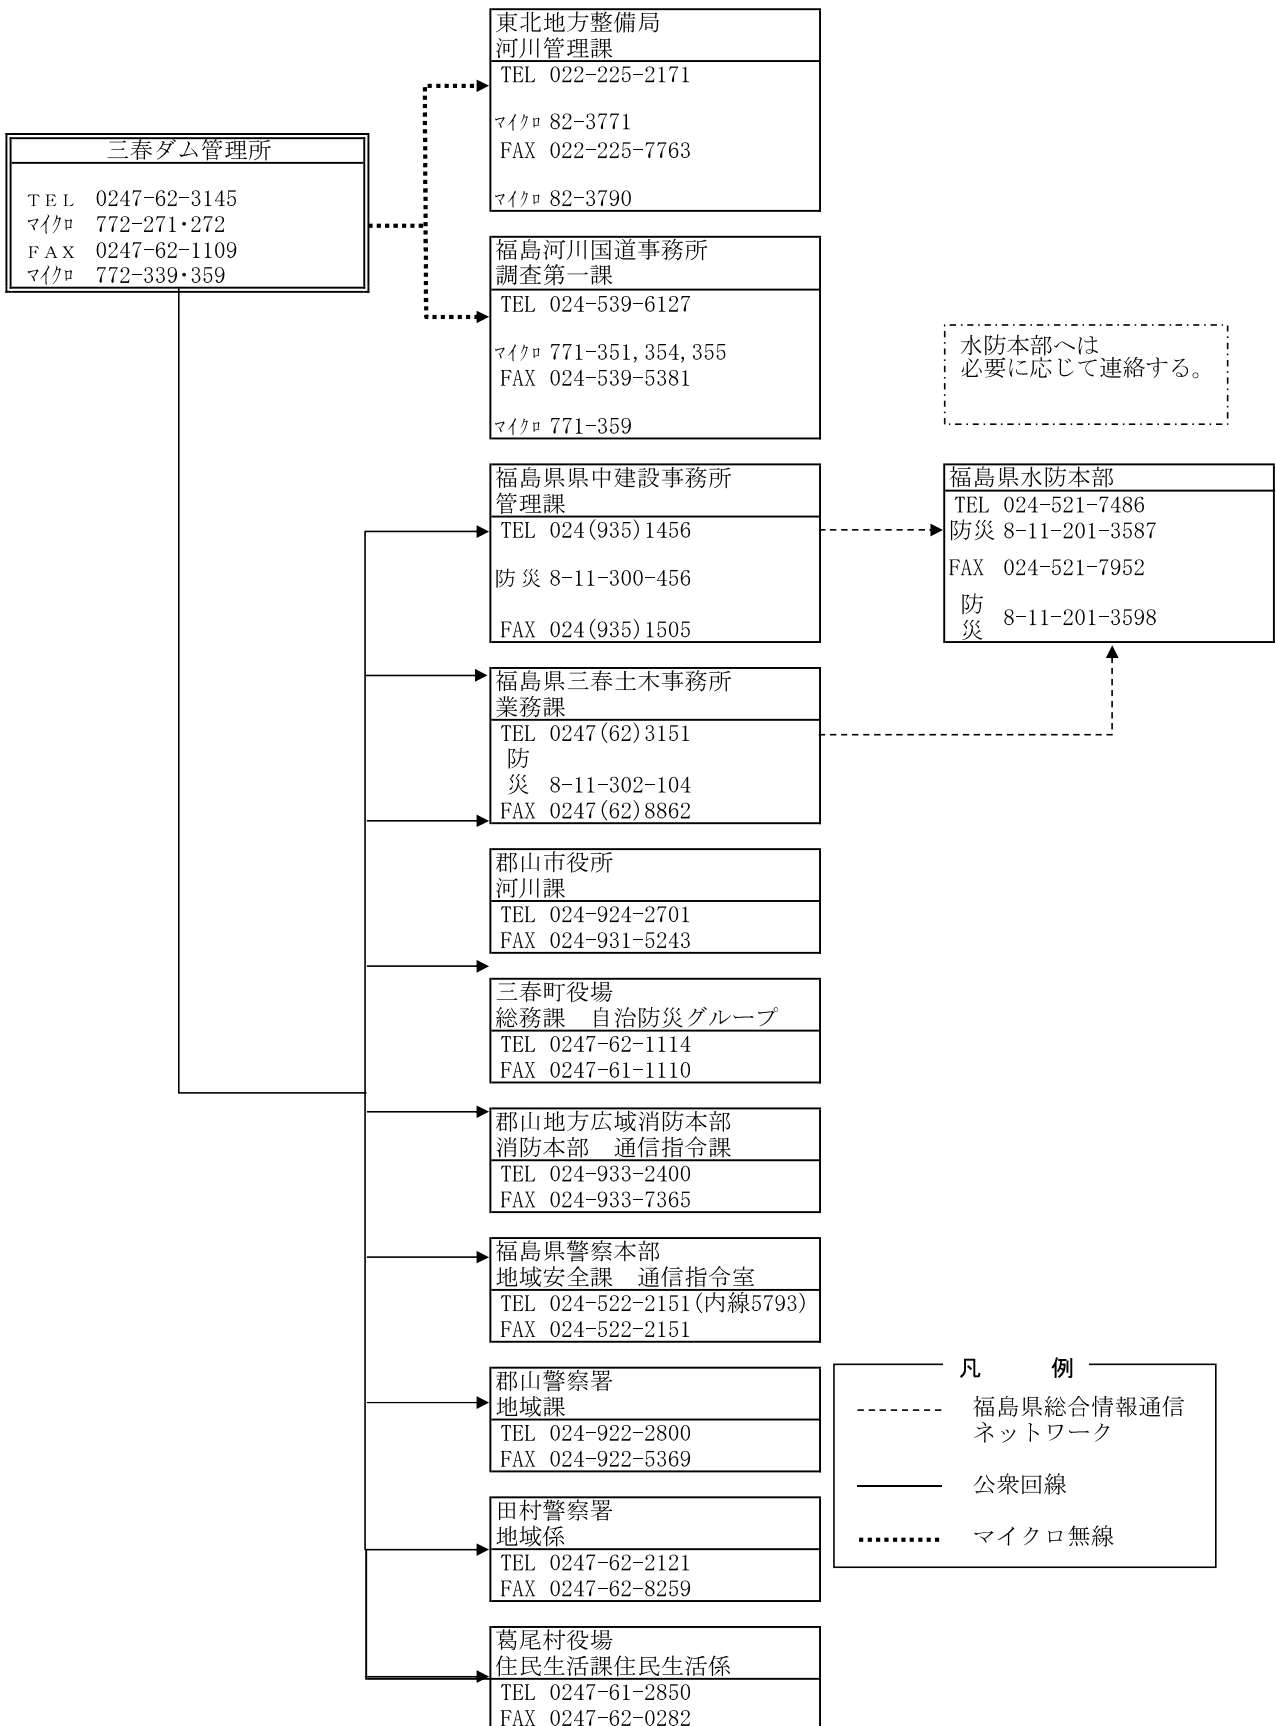 三春ダム管理所
ＴＥＬ 0247-62-3145
ﾏｲｸﾛ 772-271・272
ＦＡＸ 0247-62-1109
ﾏｲｸﾛ 772-339・359
東北地方整備局
河川管理課
TEL 022-225-2171
ﾏｲｸﾛ 82-3771
FAX 022-225-7763
ﾏｲｸﾛ 82-3790
福島河川国道事務所
調査第一課
TEL 024-539-6127
ﾏｲｸﾛ 771-351,354,355
FAX 024-539-5381
ﾏｲｸﾛ 771-359
水防本部へは
必要に応じて連絡する。
福島県県中建設事務所
管理課
TEL 024(935)1456
防災 8-11-300-456
FAX 024(935)1505
福島県水防本部
TEL 024-521-7486
防災 8-11-201-3587
FAX 024-521-7952
防
災 8-11-201-3598
福島県三春土木事務所
業務課
TEL 0247(62)3151
防
災 8-11-302-104
FAX 0247(62)8862
郡山市役所
河川課
TEL 024-924-2701
FAX 024-931-5243
三春町役場
総務課　自治防災グループ
TEL 0247-62-1114
FAX 0247-61-1110
郡山地方広域消防本部
消防本部　通信指令課
TEL 024-933-2400
FAX 024-933-7365
福島県警察本部
地域安全課　通信指令室
TEL 024-522-2151(内線5793)
FAX 024-522-2151
郡山警察署
地域課
TEL 024-922-2800
FAX 024-922-5369
田村警察署
地域係
TEL 0247-62-2121
FAX 0247-62-8259
葛尾村役場
住民生活課住民生活係
TEL 0247-61-2850
FAX 0247-62-0282
凡　例
福島県総合情報通信
ネットワーク
公衆回線
マイクロ無線